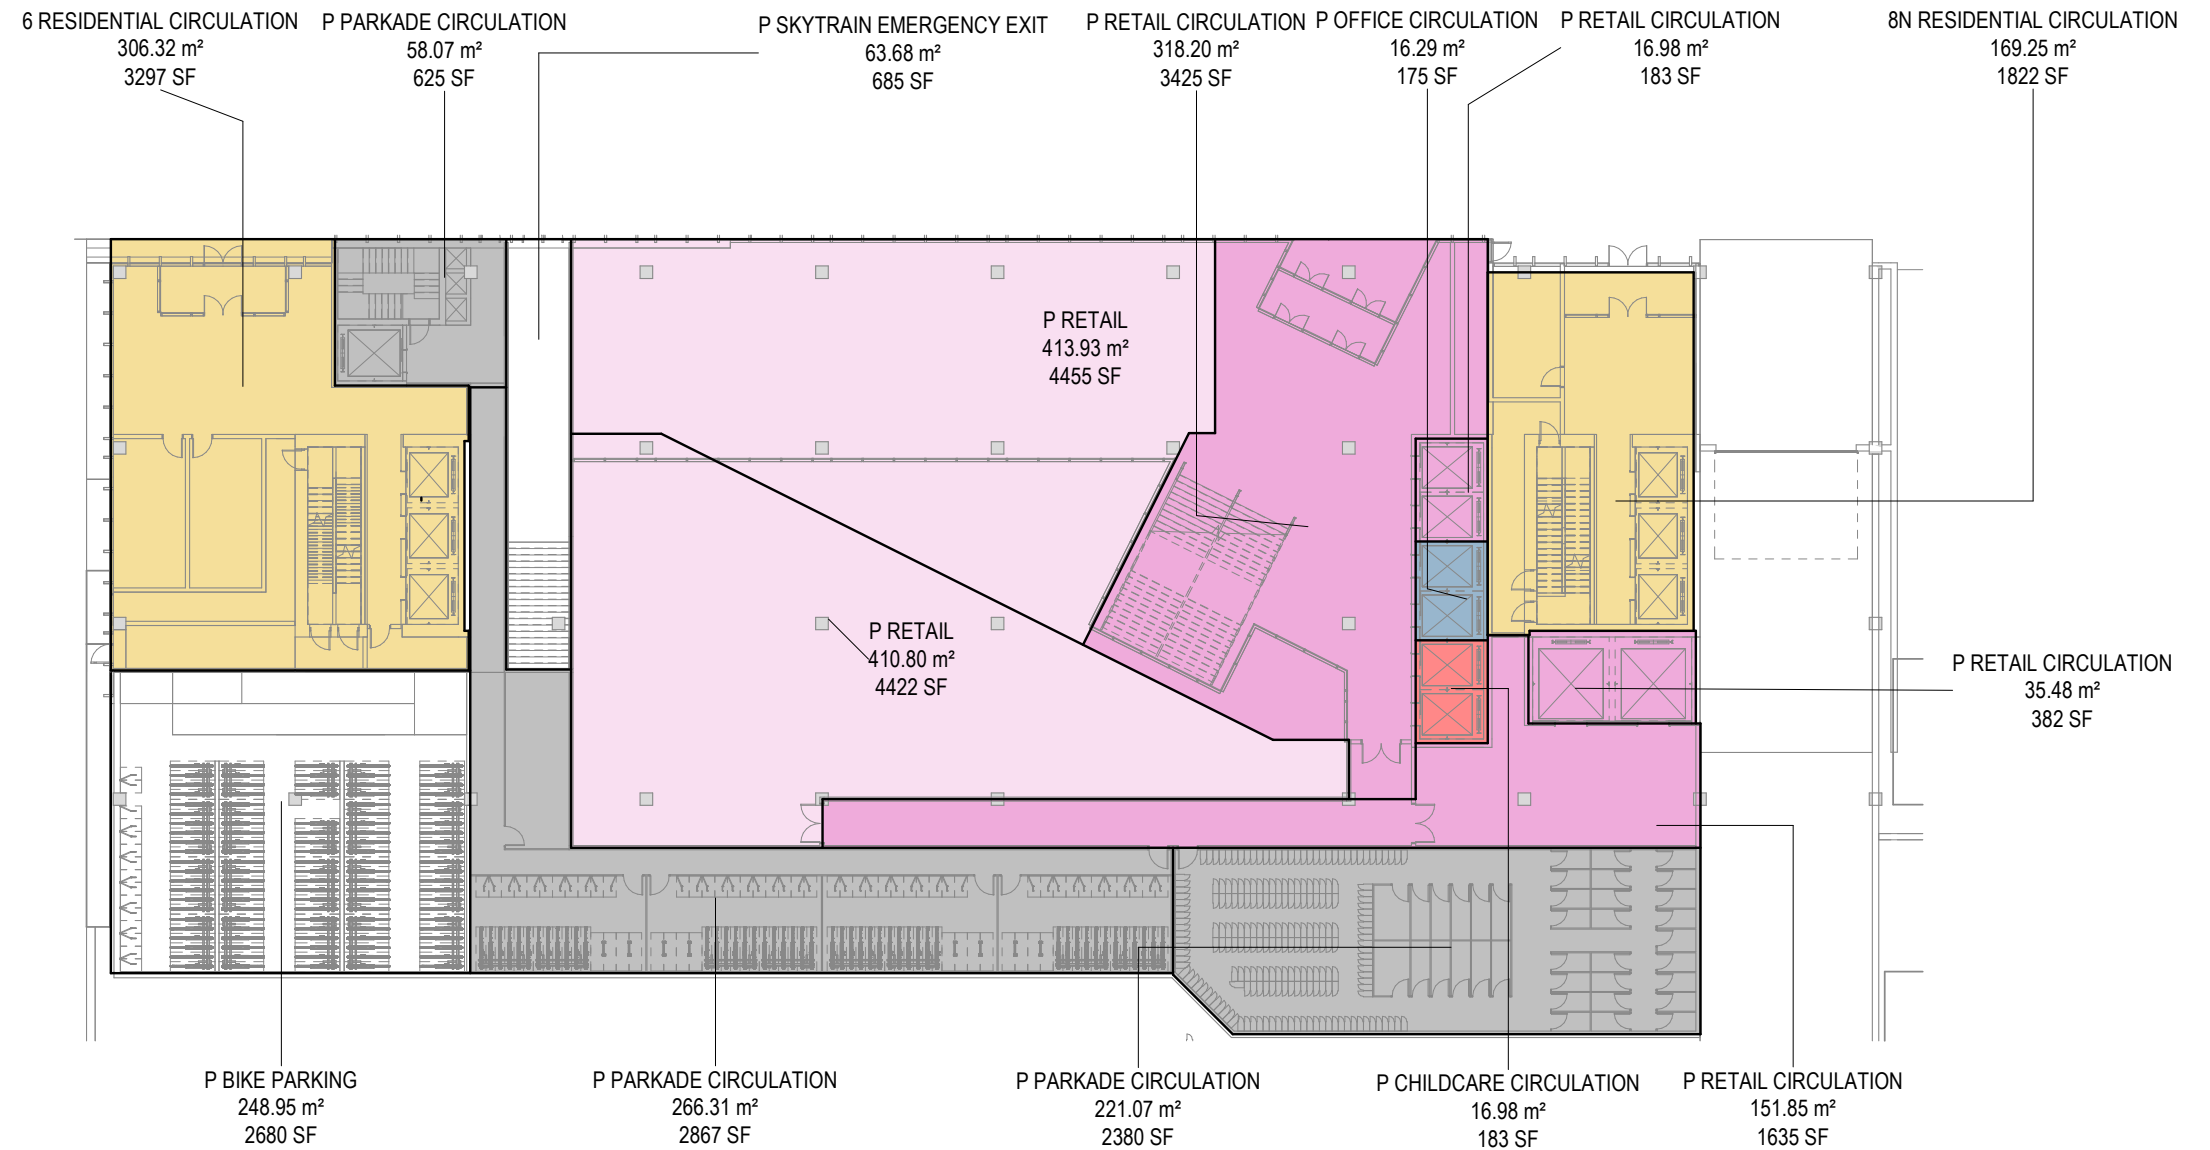 6 RESIDENTIAL CIRCULATION
306.32 m²
3297 SF
P PARKADE CIRCULATION
58.07 m²
625 SF
P SKYTRAIN EMERGENCY EXIT
63.68 m²
685 SF
P RETAIL CIRCULATION
318.20 m²
3425 SF
P OFFICE CIRCULATION
16.29 m²
175 SF
P RETAIL CIRCULATION
16.98 m²
183 SF
8N RESIDENTIAL CIRCULATION
169.25 m²
1822 SF
P RETAIL
413.93 m²
4455 SF
P RETAIL
410.80 m²
4422 SF
P RETAIL CIRCULATION
35.48 m²
382 SF
P BIKE PARKING
248.95 m²
2680 SF
P PARKADE CIRCULATION
266.31 m²
2867 SF
P PARKADE CIRCULATION
221.07 m²
2380 SF
P CHILDCARE CIRCULATION
16.98 m²
183 SF
P RETAIL CIRCULATION
151.85 m²
1635 SF